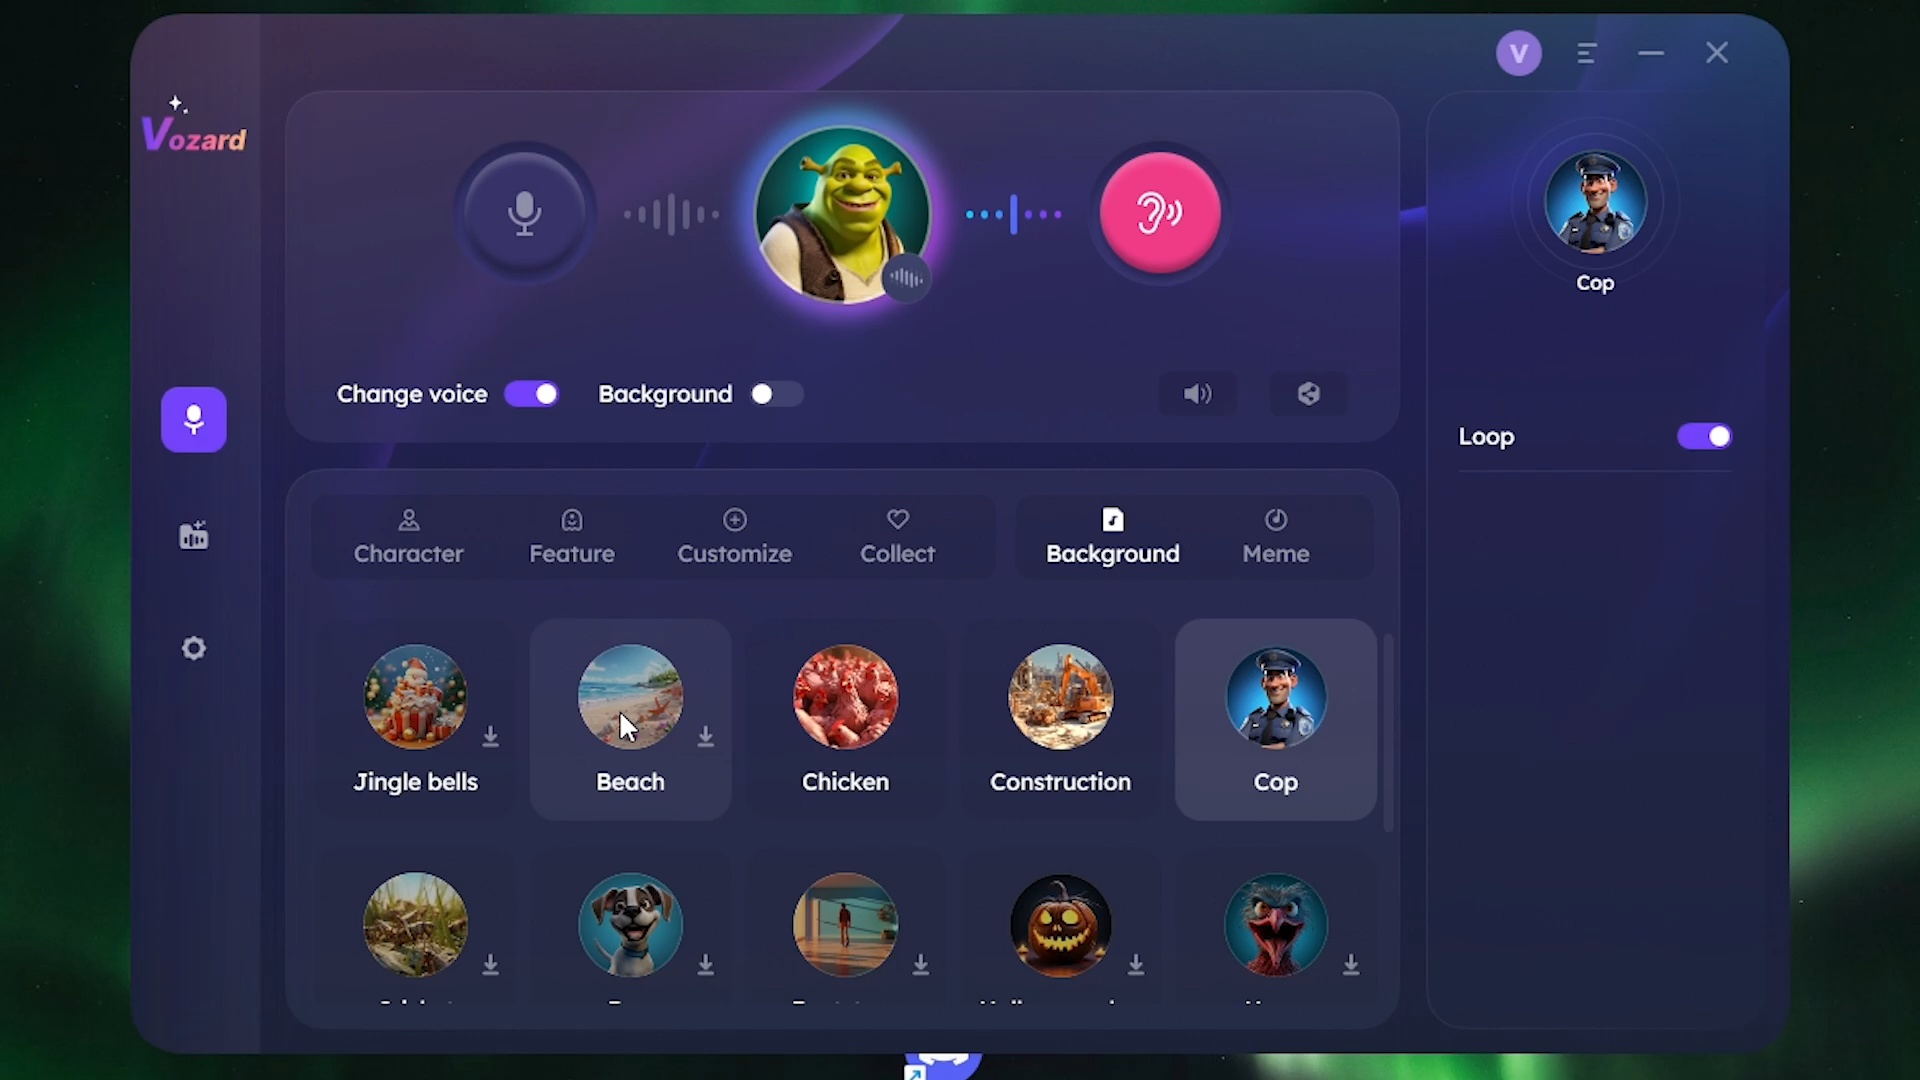 V
Vozard
Cop
Change voice
Background
Loop
Character
Feature
Customize
Collect
Background
Meme
Jingle bells
Beach
Chicken
Construction
Cop